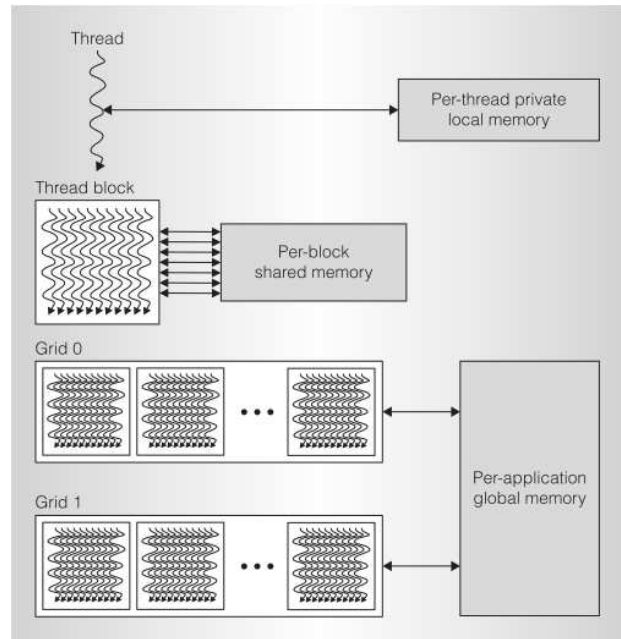 Thread
Per-thread private
local memory
Thread block
Per-block
shared memory
Grid 0
Per-application
global memory
Grid 1